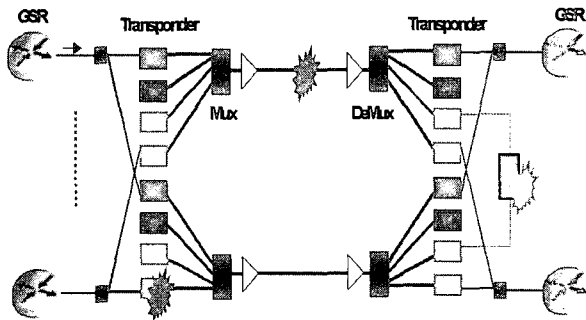 GSR
Transponder
Transponder
GSR
Mux
DeMux